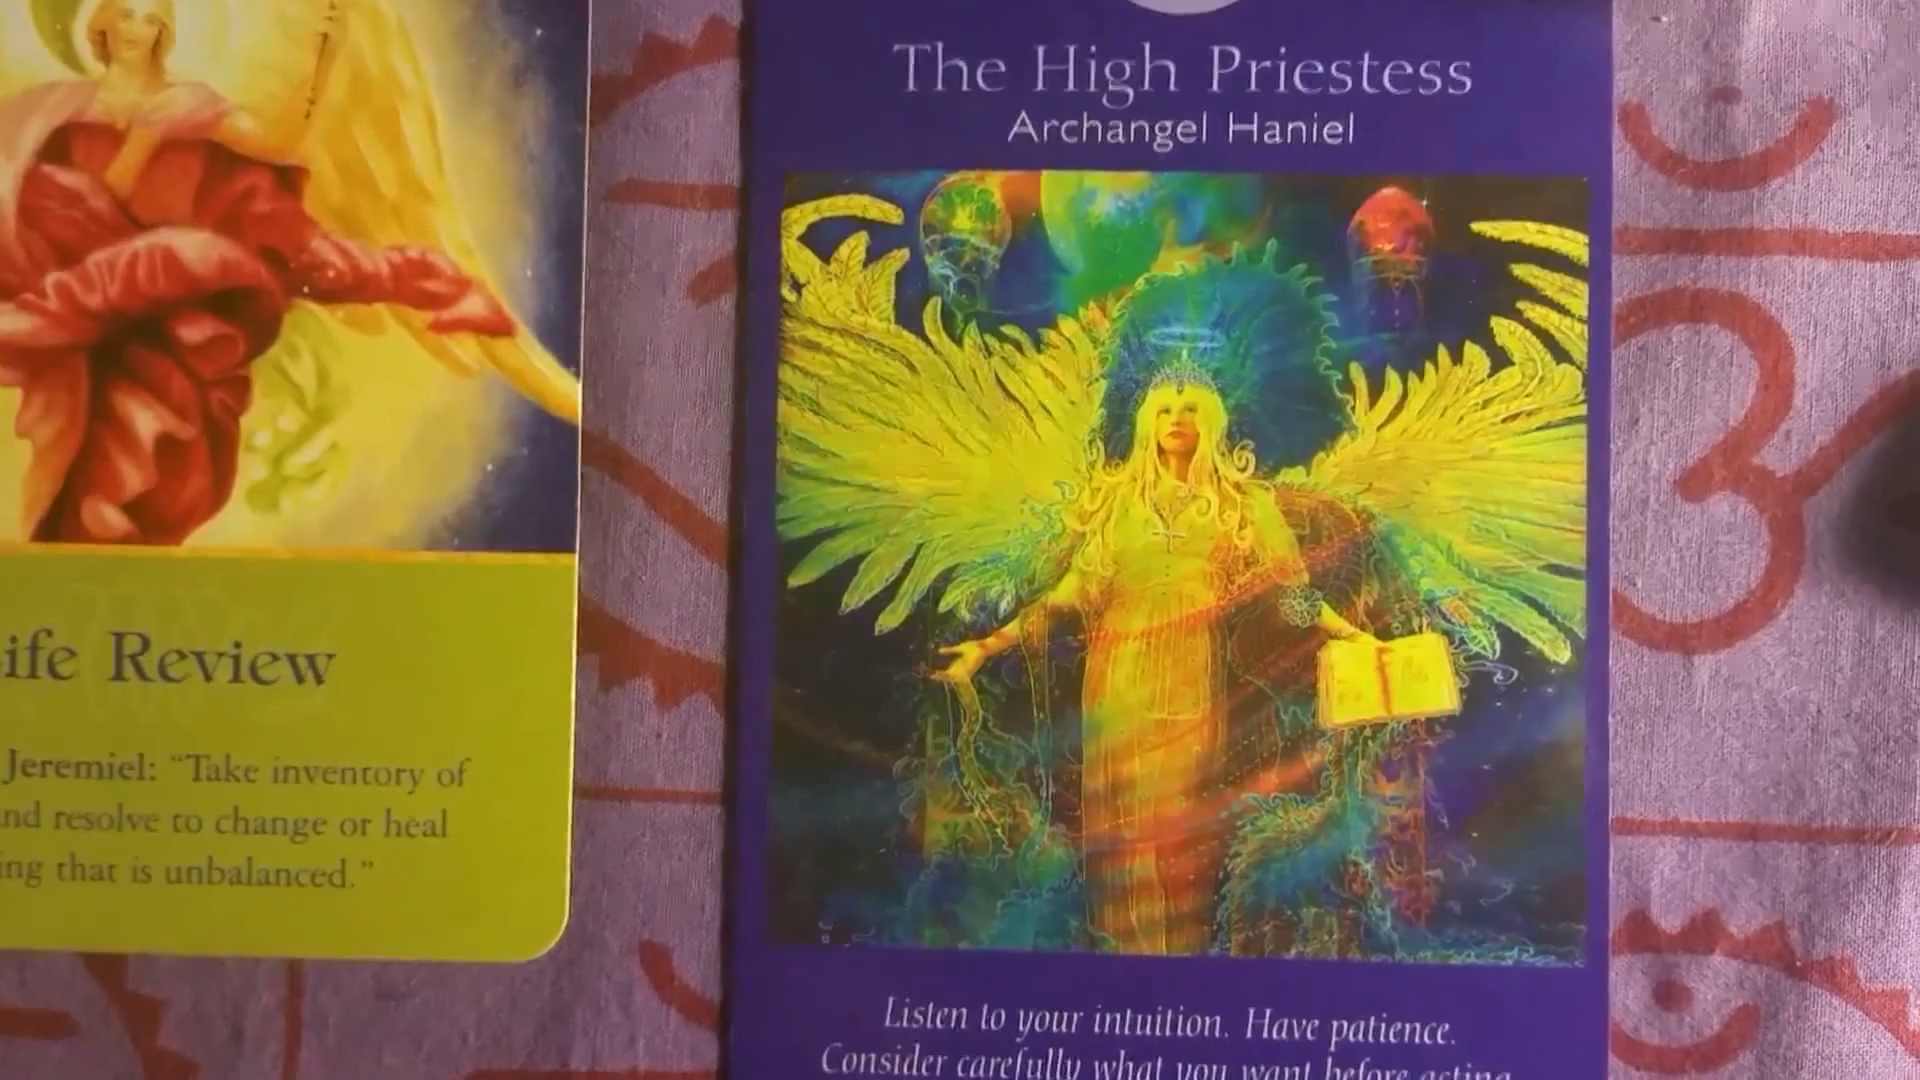 ife Review
Jeremiel: “Take inventory of
nd resolve to change or heal
ing that is unbalanced.”
The High Priestess
Archangel Haniel
Listen to your intuition. Have patience.
Consider carefully what you want before acting